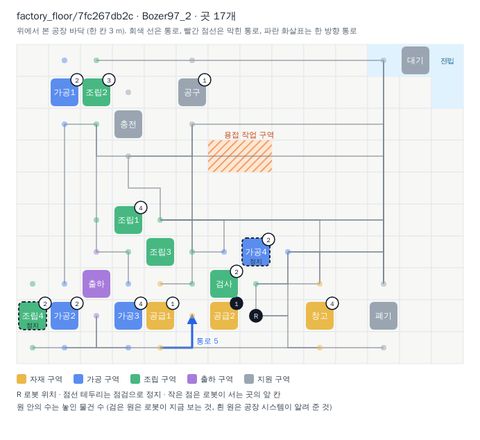 factory_floor/7fc267db2c · Bozer97_2 · 곳 17개
위에서 본 공장 바닥 (한 칸 3 m). 회색 선은 통로, 빨간 점선은 막힌 통로, 파란 화살표는 한 방향 통로
대기
진입
가공1
2
조립2
3
공구
1
충전
용접 작업 구역
조립1
4
조립3
가공4
2
정지
출하
검사
2
조립4
2
정지
가공2
2
가공3
4
공급1
1
공급2
1
R
창고
4
폐기
통로 5
자재 구역
가공 구역
조립 구역
출하 구역
지원 구역
R 로봇 위치 · 점선 테두리는 점검으로 정지 · 작은 점은 로봇이 서는 곳의 앞 칸
원 안의 수는 놓인 물건 수 (검은 원은 로봇이 지금 보는 것, 흰 원은 공장 시스템이 알려 준 것)